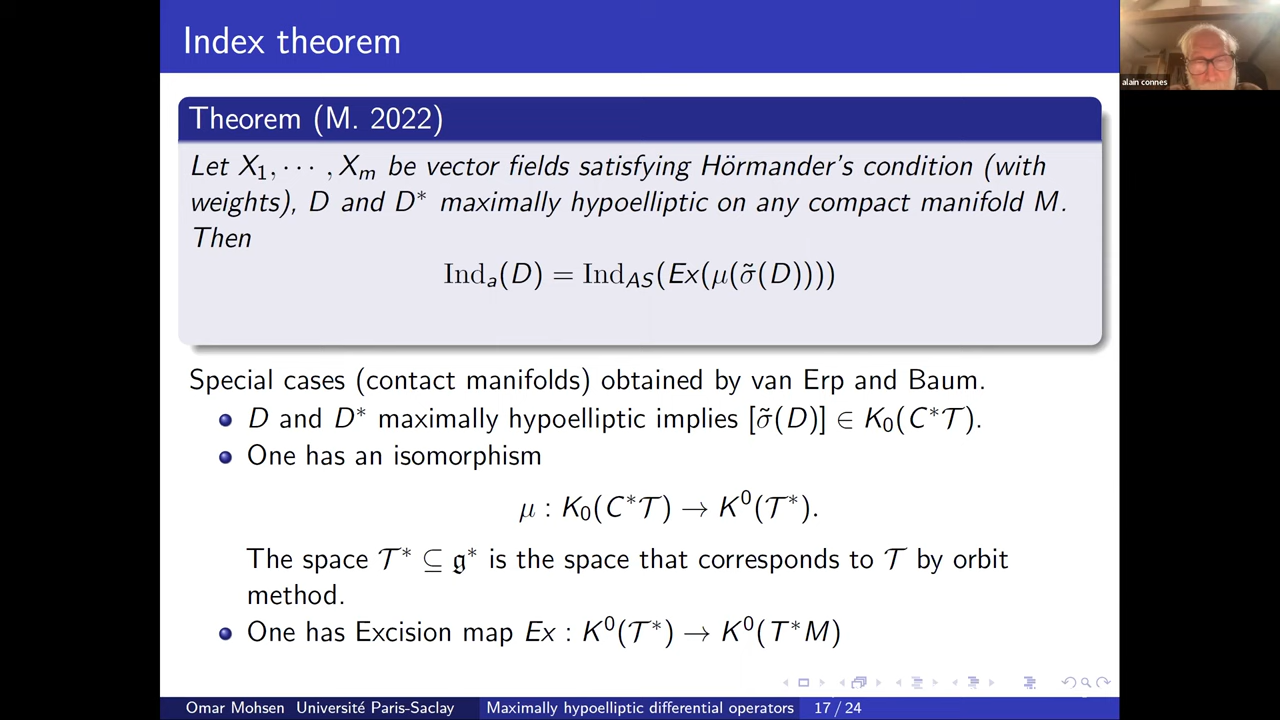 Index theorem
alain connes
Theorem (M. 2022)
Let X₁, ··· , Xₘ be vector fields satisfying Hörmander's condition (with
weights), D and D* maximally hypoelliptic on any compact manifold M.
Then
Indₐ(D) = Ind_AS(Ex(μ(σ̃(D))))
Special cases (contact manifolds) obtained by van Erp and Baum.
D and D* maximally hypoelliptic implies [σ̃(D)] ∈ K₀(C*𝒯).
One has an isomorphism
μ : K₀(C*𝒯) → K⁰(𝒯*).
The space 𝒯* ⊆ 𝔤* is the space that corresponds to 𝒯 by orbit
method.
One has Excision map Ex : K⁰(𝒯*) → K⁰(T*M)
Omar Mohsen Université Paris-Saclay Maximally hypoelliptic differential operators 17 / 24